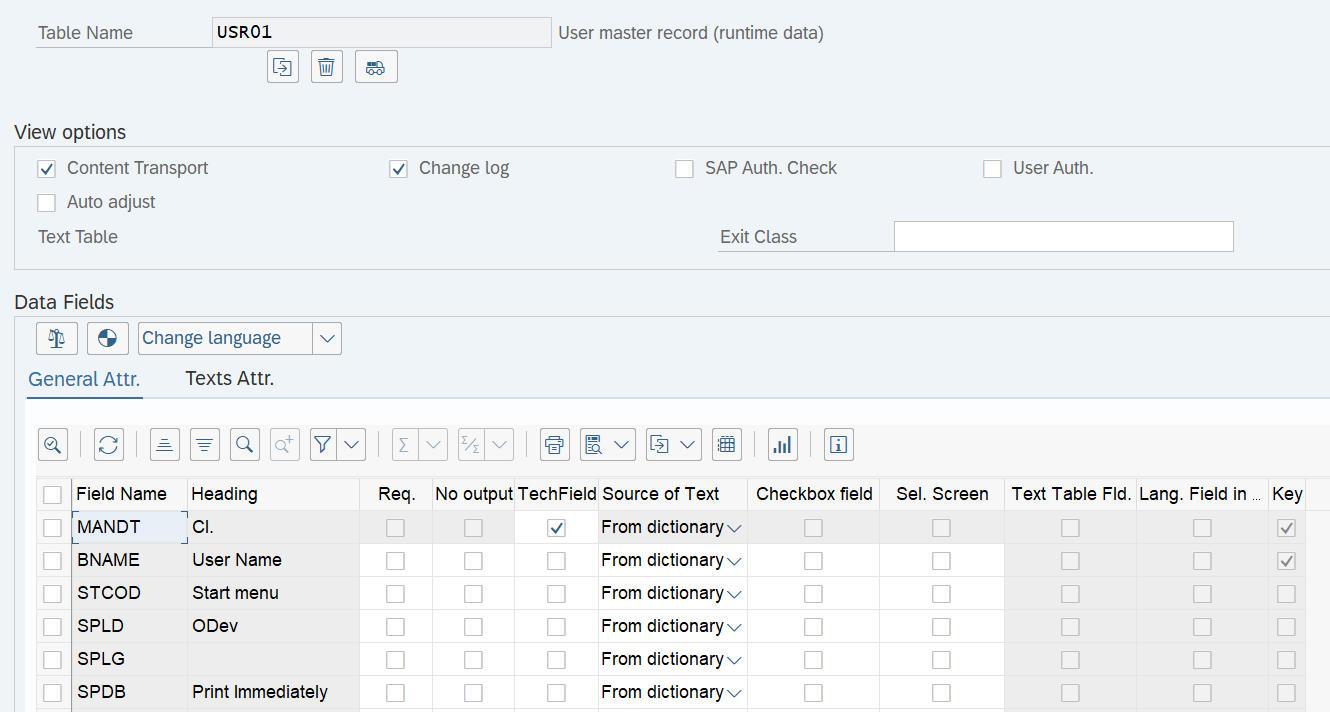 Table Name USR01 User master record (runtime data)
View options
Content Transport Change log SAP Auth. Check User Auth.
Auto adjust
Text Table Exit Class
Data Fields
Change language
General Attr. Texts Attr.
Field Name Heading Req. No output TechField Source of Text Checkbox field Sel. Screen Text Table Fld. Lang. Field in ... Key
MANDT Cl. From dictionary
BNAME User Name From dictionary
STCOD Start menu From dictionary
SPLD ODev From dictionary
SPLG From dictionary
SPDB Print Immediately From dictionary